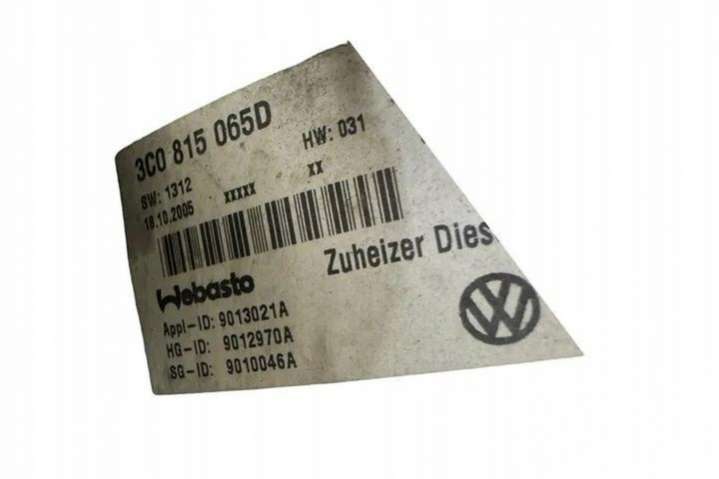 3C0 815 065D
HW: 031
SW: 1312
xxxxx
xx
18.10.2005
Webasto
Zuheizer Dies
Appl-ID: 9013021A
HG-ID: 9012970A
SG-ID: 9010046A
VW